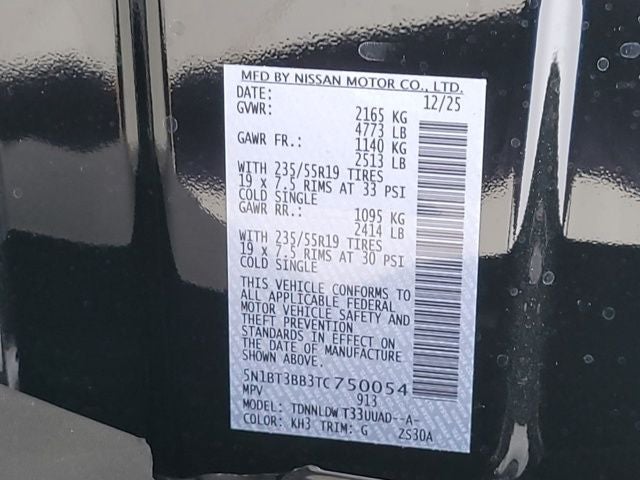 MFD BY NISSAN MOTOR CO., LTD.
DATE: 12/25
GVWR: 2165 KG
4773 LB
GAWR FR.: 1140 KG
2513 LB
WITH 235/55R19 TIRES
19 x 7.5 RIMS AT 33 PSI
COLD SINGLE
GAWR RR.: 1095 KG
2414 LB
WITH 235/55R19 TIRES
19 x 7.5 RIMS AT 30 PSI
COLD SINGLE
THIS VEHICLE CONFORMS TO
ALL APPLICABLE FEDERAL
MOTOR VEHICLE SAFETY AND
THEFT PREVENTION
STANDARDS IN EFFECT ON
THE DATE OF MANUFACTURE
SHOWN ABOVE.
5N1BT3BB3TC750054
MPV 913
MODEL: TDNNLDW T33UUAD--A-
COLOR: KH3 TRIM: G ZS30A